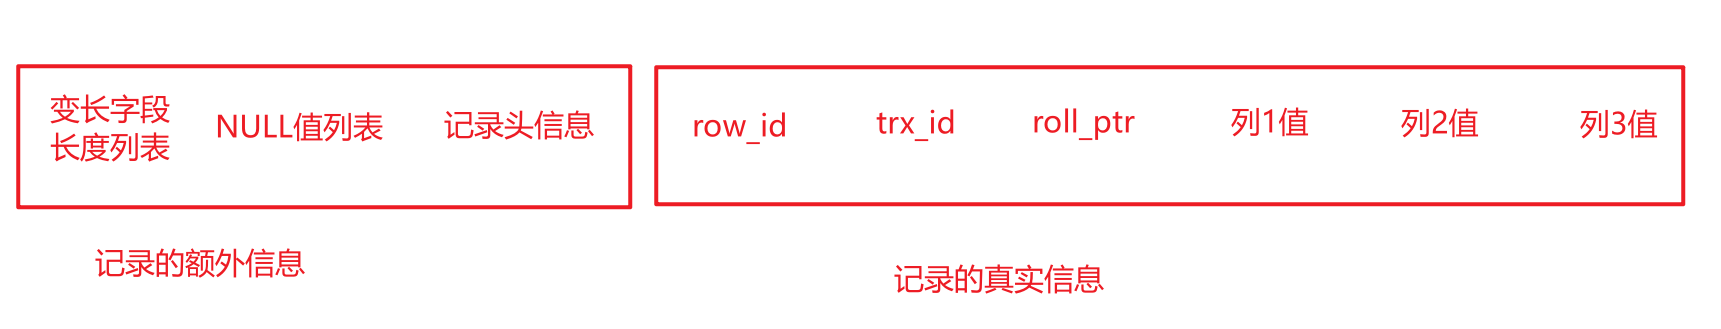 变长字段
长度列表
NULL值列表
记录头信息
row_id
trx_id
roll_ptr
列1值
列2值
列3值
记录的额外信息
记录的真实信息